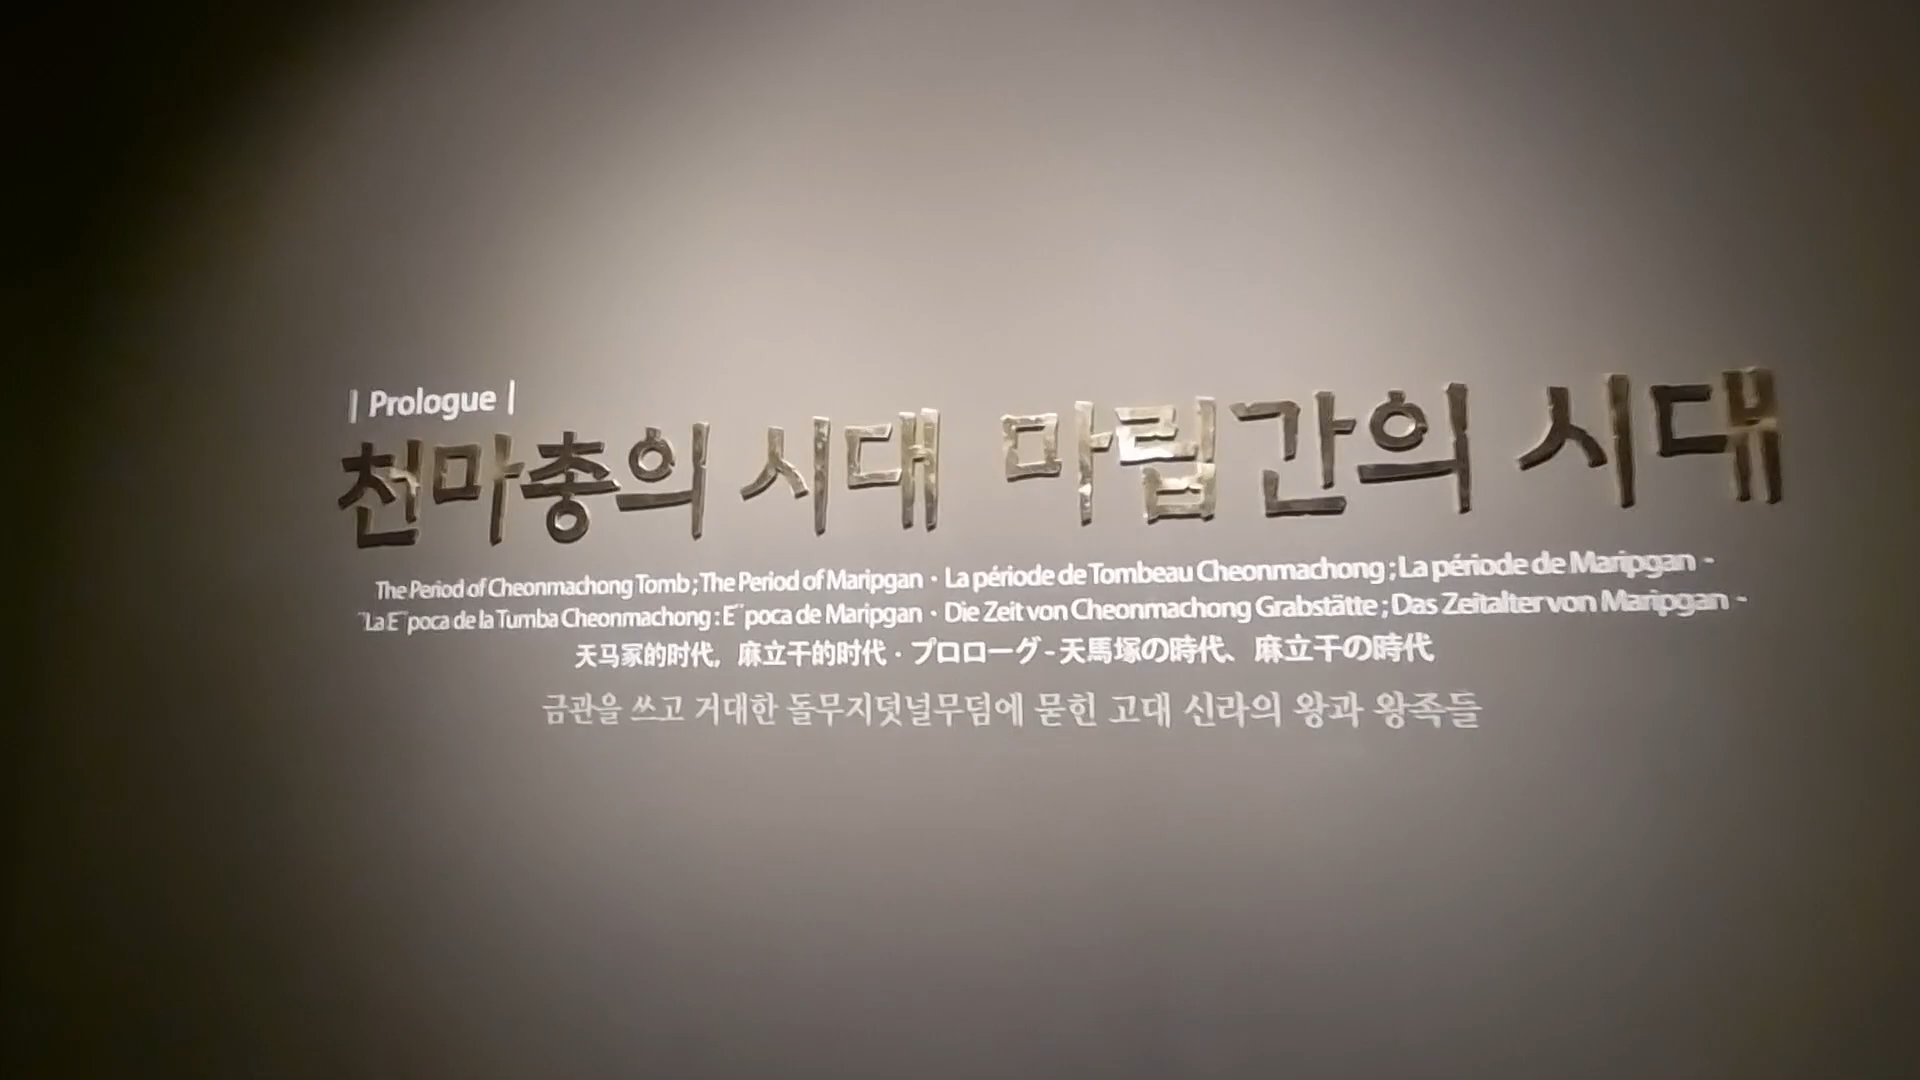 | Prologue |
천마총의 시대 마립간의 시대
The Period of Cheonmachong Tomb ; The Period of Maripgan · La période de Tombeau Cheonmachong ; La période de Maripgan -
¨La E¨poca de la Tumba Cheonmachong : E¨poca de Maripgan · Die Zeit von Cheonmachong Grabstätte ; Das Zeitalter von Maripgan -
天马冢的时代，麻立干的时代 · プロローグ - 天馬塚の時代、麻立干の時代
금관을 쓰고 거대한 돌무지덧널무덤에 묻힌 고대 신라의 왕과 왕족들